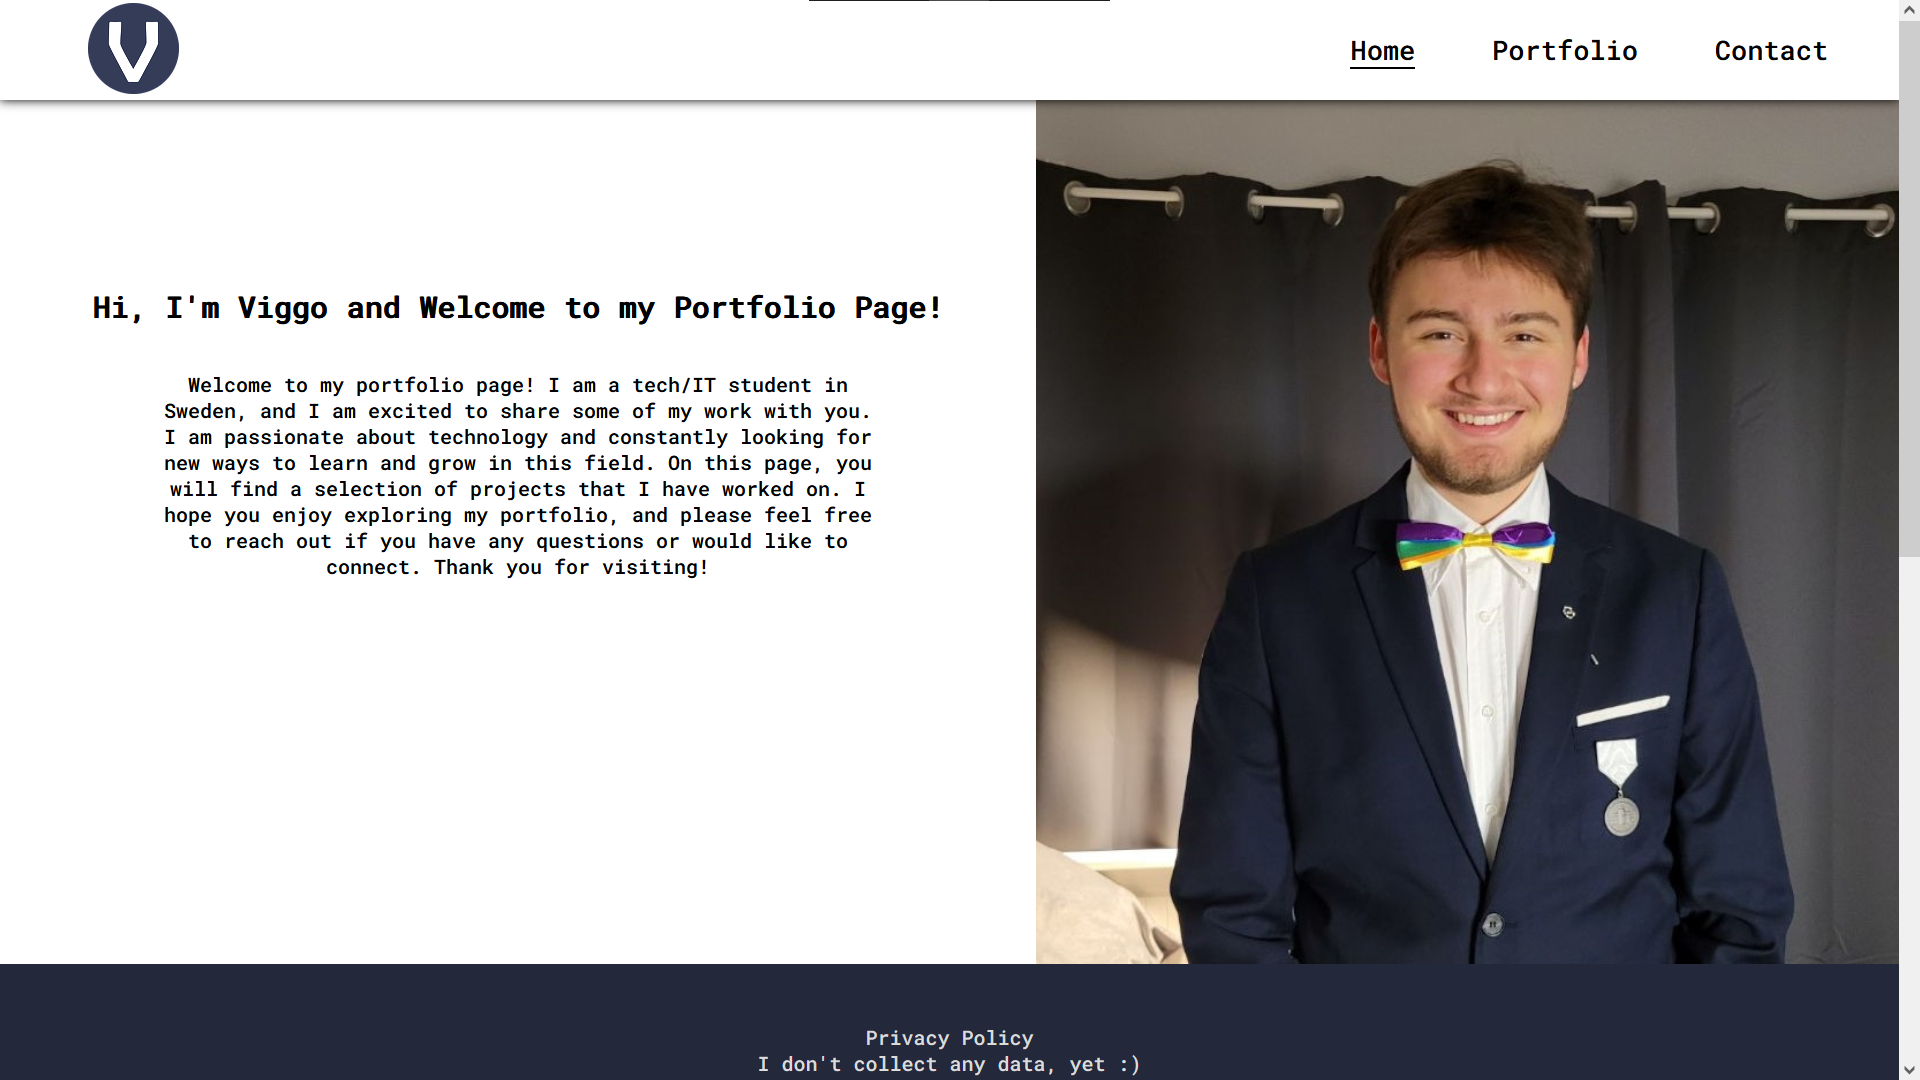 V
Home Portfolio Contact
Hi, I'm Viggo and Welcome to my Portfolio Page!
Welcome to my portfolio page! I am a tech/IT student in
Sweden, and I am excited to share some of my work with you.
I am passionate about technology and constantly looking for
new ways to learn and grow in this field. On this page, you
will find a selection of projects that I have worked on. I
hope you enjoy exploring my portfolio, and please feel free
to reach out if you have any questions or would like to
connect. Thank you for visiting!
Privacy Policy
I don't collect any data, yet :)